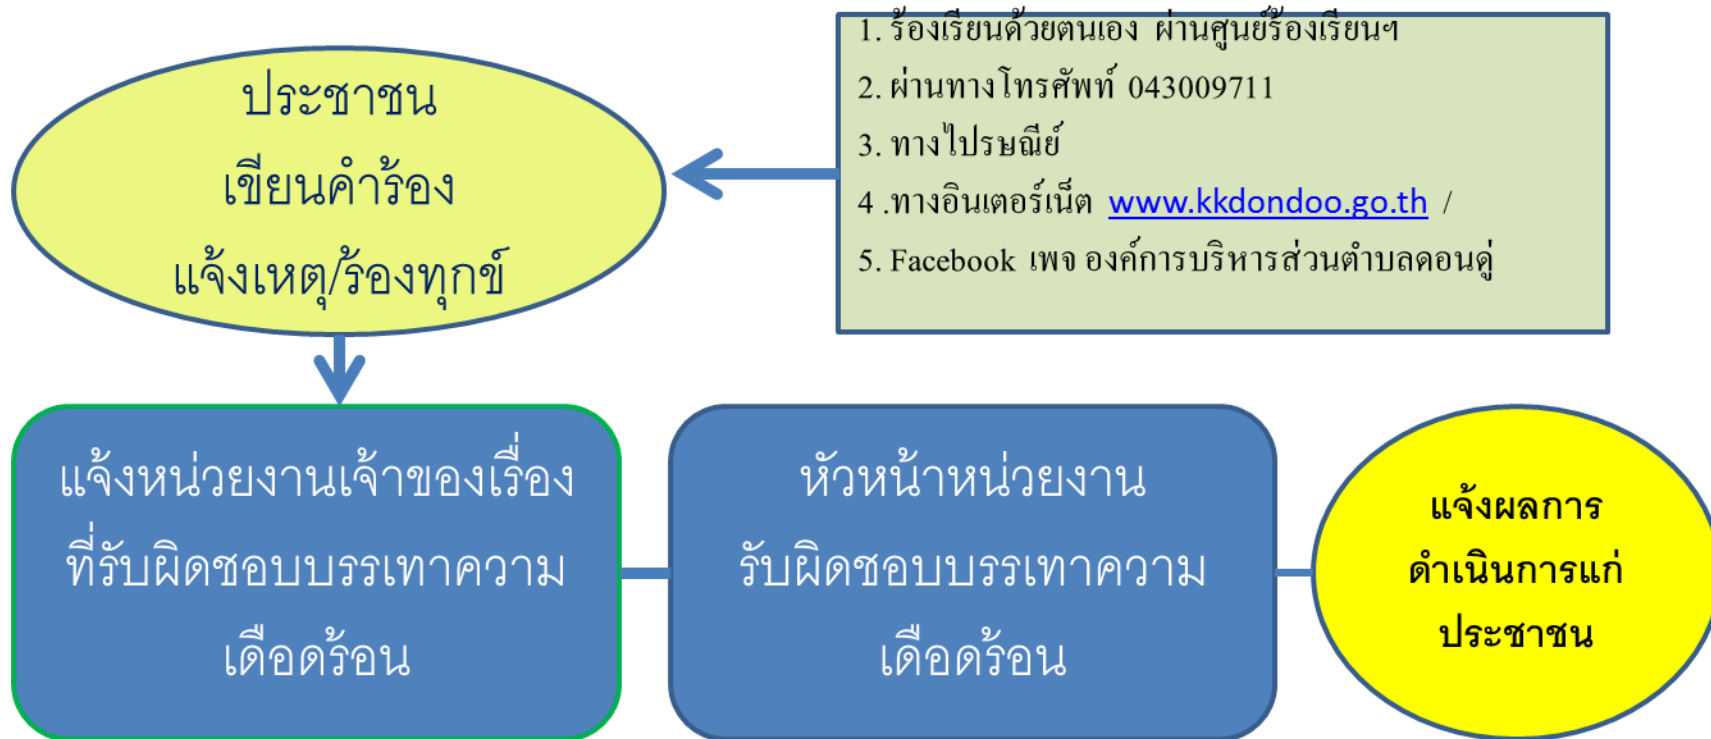 ประชาชน
เขียนคำร้อง
แจ้งเหตุ/ร้องทุกข์
1. ร้องเรียนด้วยตนเอง ผ่านศูนย์ร้องเรียนฯ
2. ผ่านทางโทรศัพท์ 043009711
3. ทางไปรษณีย์
4 .ทางอินเตอร์เน็ต www.kkdondoo.go.th /
5. Facebook เพจ องค์การบริหารส่วนตำบลดอนดู่
แจ้งหน่วยงานเจ้าของเรื่อง
ที่รับผิดชอบบรรเทาความ
เดือดร้อน
หัวหน้าหน่วยงาน
รับผิดชอบบรรเทาความ
เดือดร้อน
แจ้งผลการ
ดำเนินการแก่
ประชาชน